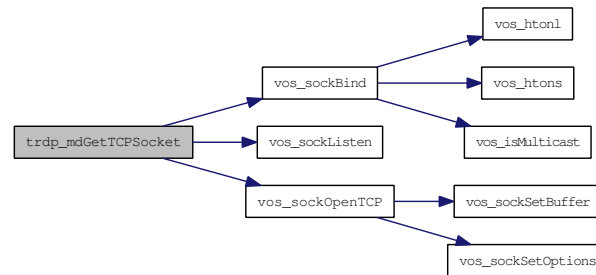 vos_htonl
vos_sockBind
vos_htons
trdp_mdGetTCPSocket
vos_sockListen
vos_isMulticast
vos_sockOpenTCP
vos_sockSetBuffer
vos_sockSetOptions